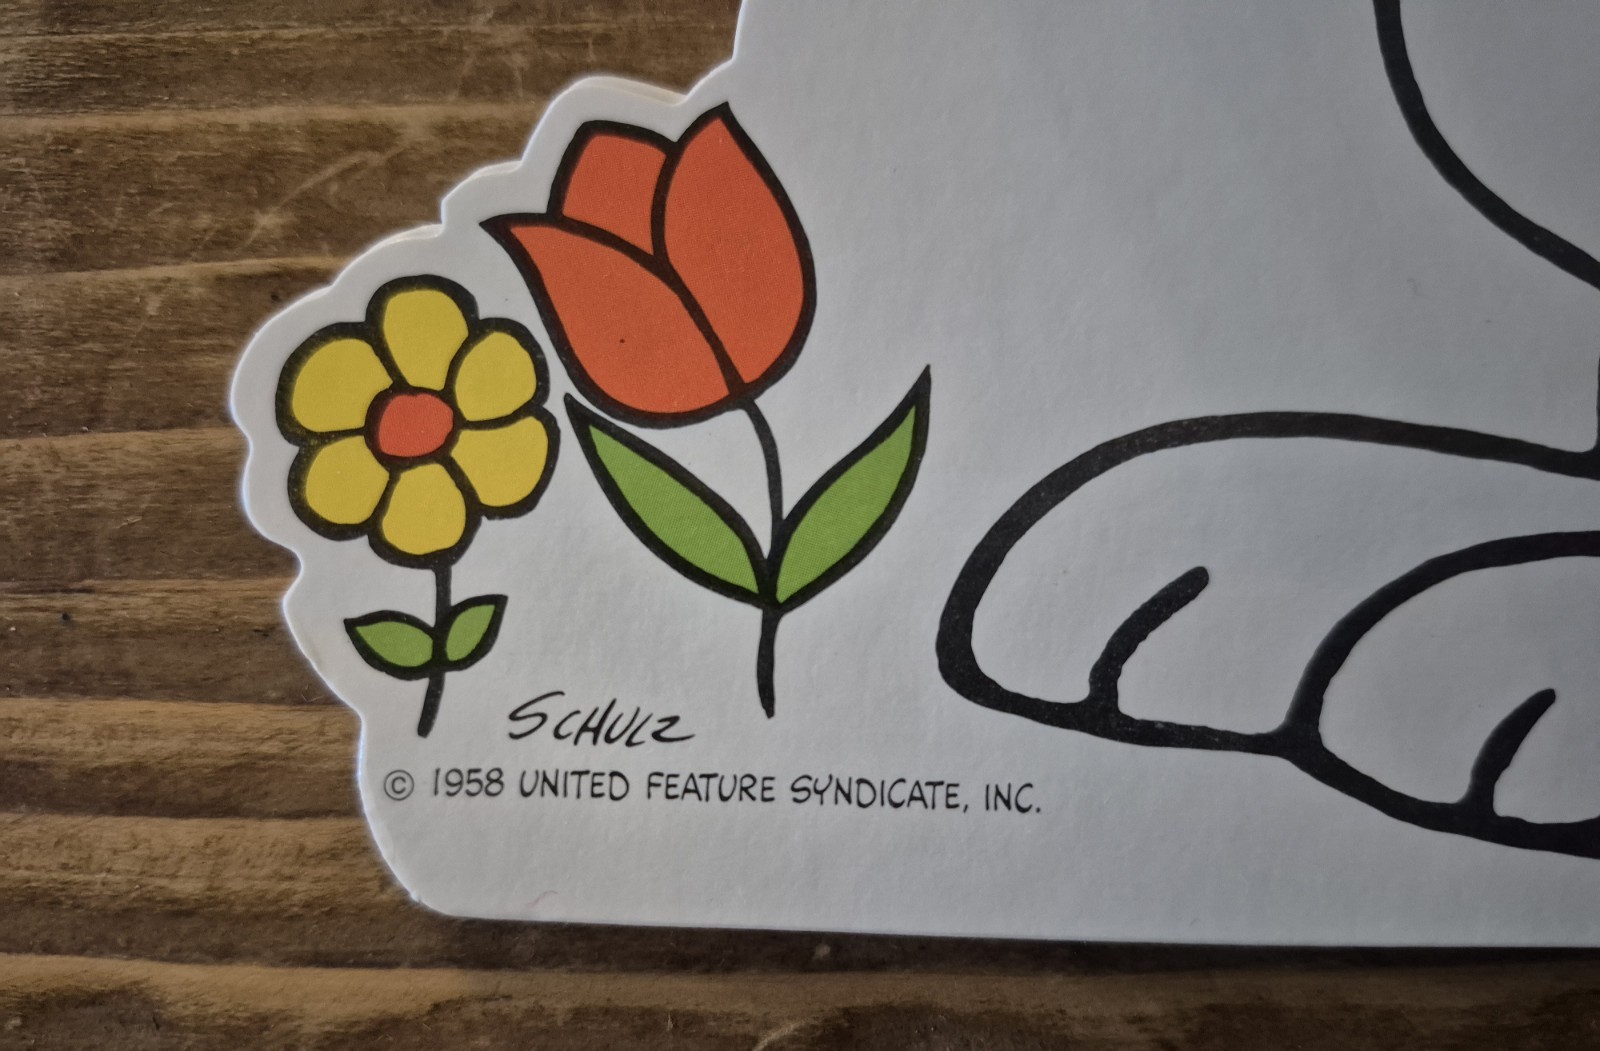 SCHULZ
© 1958 UNITED FEATURE SYNDICATE, INC.